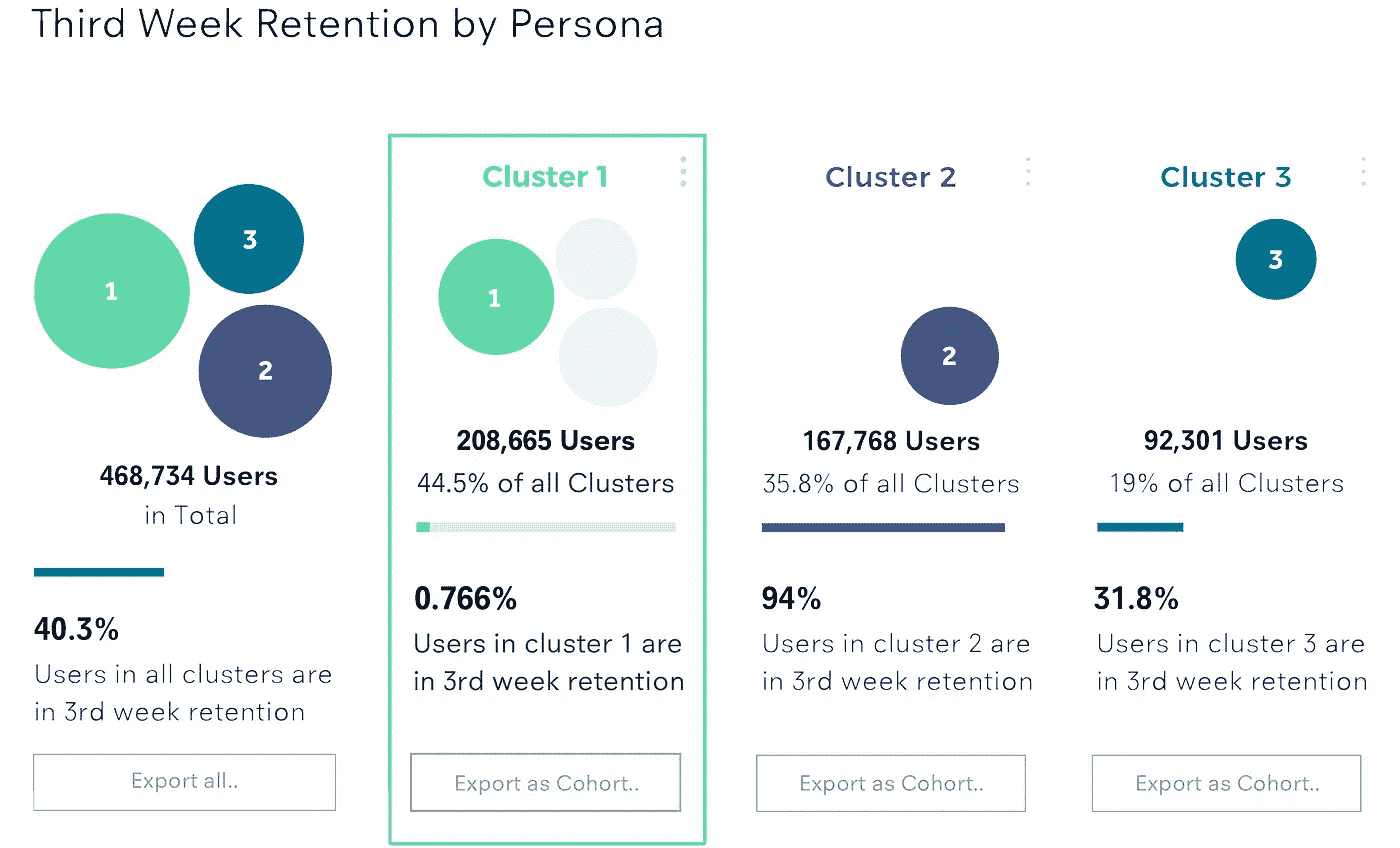 Third Week Retention by Persona
1
3
2
468,734 Users
in Total
40.3%
Users in all clusters are
in 3rd week retention
Export all..
Cluster 1
1
208,665 Users
44.5% of all Clusters
0.766%
Users in cluster 1 are
in 3rd week retention
Export as Cohort..
Cluster 2
2
167,768 Users
35.8% of all Clusters
94%
Users in cluster 2 are
in 3rd week retention
Export as Cohort..
Cluster 3
3
92,301 Users
19% of all Clusters
31.8%
Users in cluster 3 are
in 3rd week retention
Export as Cohort..